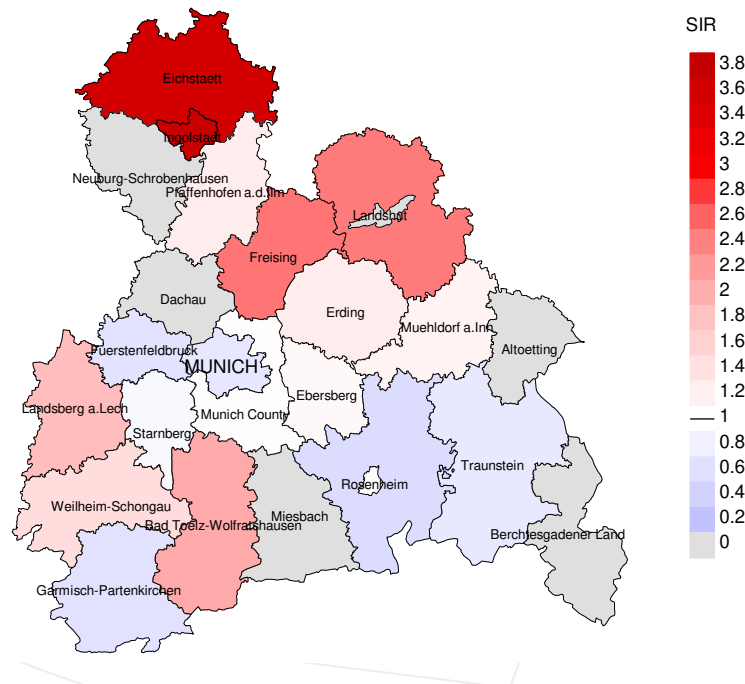 SIR
Eichstaett
Ingolstadt
Neuburg-Schrobenhausen
Pfaffenhofen a.d.Ilm
Landshut
Freising
Dachau
Erding
Muehldorf a.Inn
Altoetting
Fuerstenfeldbruck
MUNICH
Landsberg a.Lech
Munich County
Ebersberg
Starnberg
Traunstein
Rosenheim
Weilheim-Schongau
Bad Toelz-Wolfratshausen
Miesbach
Berchtesgadener Land
Garmisch-Partenkirchen
3.8
3.6
3.4
3.2
3
2.8
2.6
2.4
2.2
2
1.8
1.6
1.4
1.2
1
0.8
0.6
0.4
0.2
0